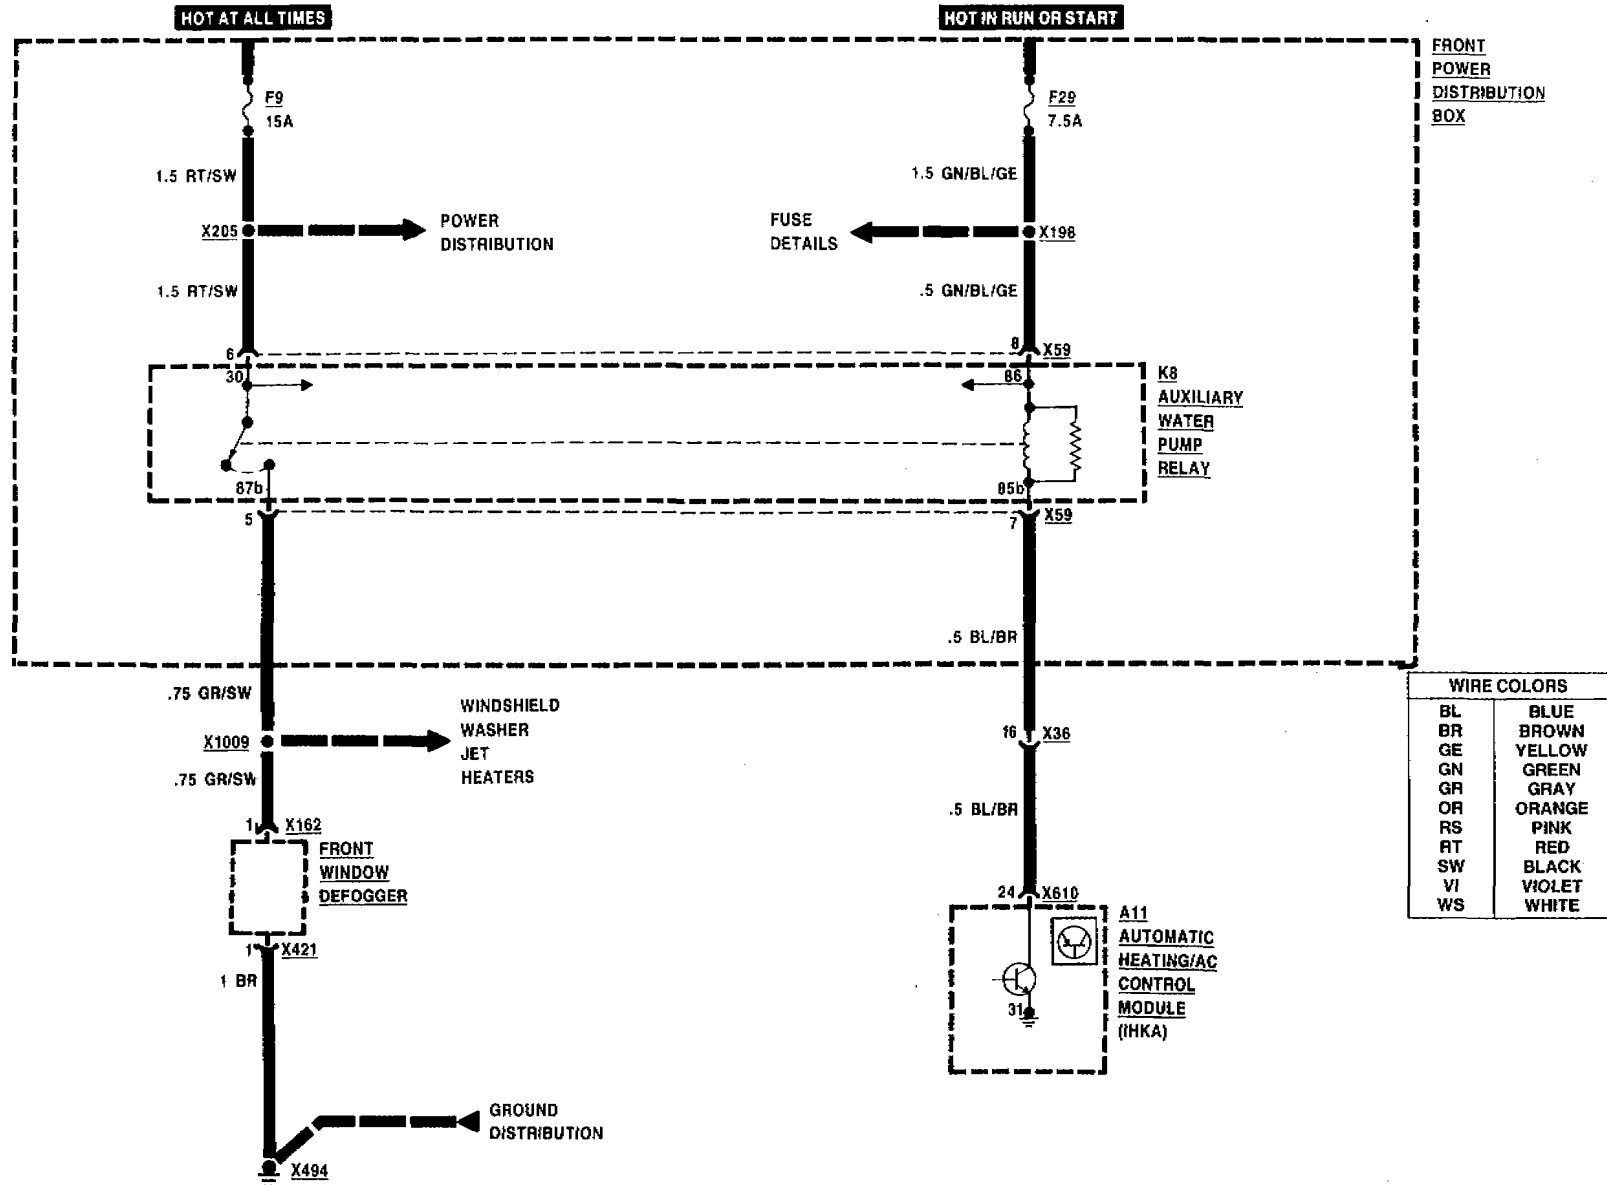 HOT AT ALL TIMES
HOT IN RUN OR START
FRONT
POWER
DISTRIBUTION
BOX
F9
15A
F29
7.5A
1.5 RT/SW
1.5 GN/BL/GE
X205
POWER
DISTRIBUTION
FUSE
DETAILS
X198
1.5 RT/SW
.5 GN/BL/GE
6
8
X59
30
86
K8
AUXILIARY
WATER
PUMP
RELAY
87b
85b
5
7
X59
.5 BL/BR
.75 GR/SW
WINDSHIELD
WASHER
JET
HEATERS
X1009
16
X36
.75 GR/SW
.5 BL/BR
1
X162
FRONT
WINDOW
DEFOGGER
24
X610
A11
AUTOMATIC
HEATING/AC
CONTROL
MODULE
(IHKA)
31
1
X421
1 BR
GROUND
DISTRIBUTION
X494
WIRE COLORS
BL BLUE
BR BROWN
GE YELLOW
GN GREEN
GR GRAY
OR ORANGE
RS PINK
RT RED
SW BLACK
VI VIOLET
WS WHITE